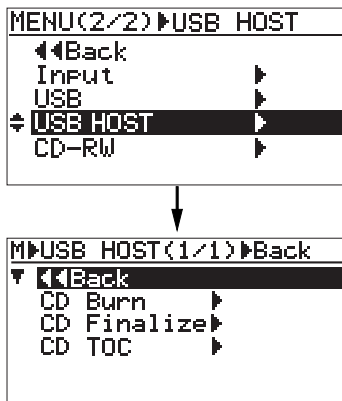 MENU(2/2)▶USB HOST
◀◀Back
Input ▶
USB ▶
USB HOST ▶
CD-RW ▶
M▶USB HOST(1/1)▶Back
◀◀Back
CD Burn ▶
CD Finalize▶
CD TOC ▶